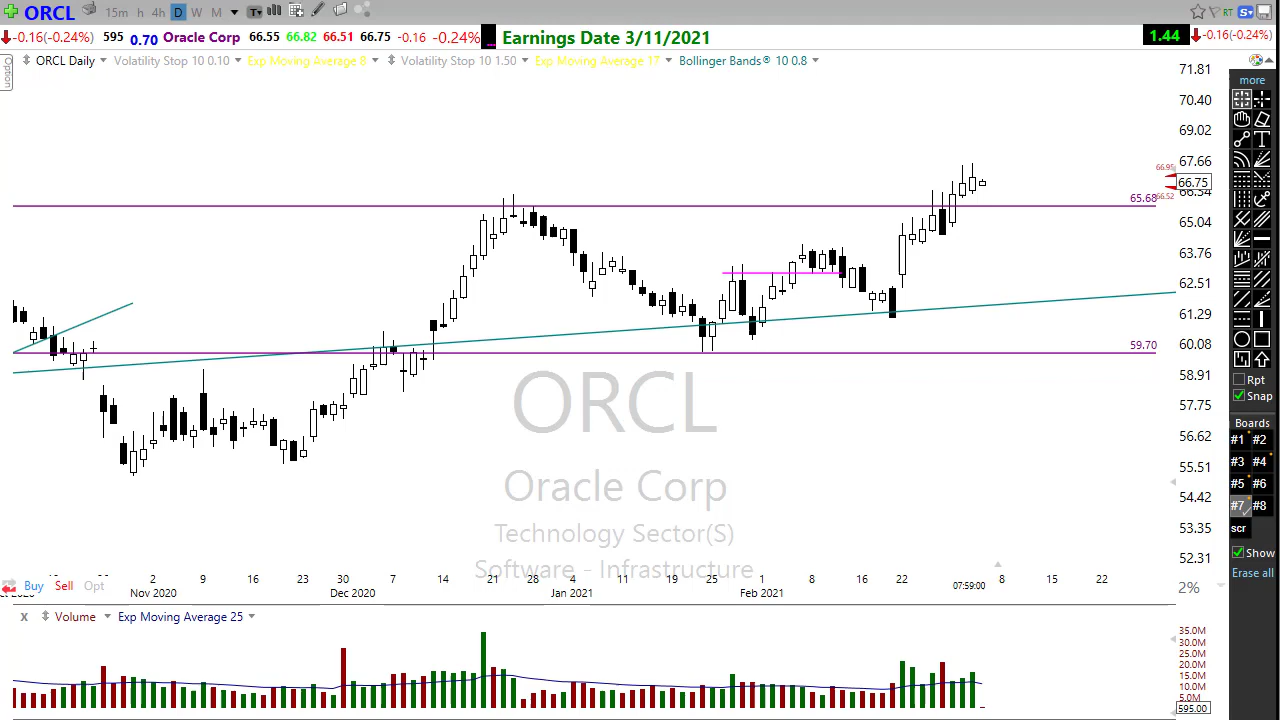 ORCL 15m h 4h D W M T RT S
-0.16(-0.24%) 595 0.70 Oracle Corp 66.55 66.82 66.51 66.75 -0.16 -0.24% Earnings Date 3/11/2021 1.44 -0.16(-0.24%)
Option ORCL Daily Volatility Stop 10 0.10 Exp Moving Average 8 Volatility Stop 10 1.50 Exp Moving Average 17 Bollinger Bands® 10 0.8
71.81
70.40
69.02
67.66
66.95
66.75
66.34
66.52
65.68
65.04
63.76
62.51
61.29
60.08
59.70
58.91
57.75
56.62
55.51
54.42
53.35
52.31
ORCL
Oracle Corp
Technology Sector(S)
Software - Infrastructure
more
T
Rpt
Snap
Boards
#1 #2
#3 #4
#5 #6
#7 #8
scr
Show
Erase all
Buy Sell Opt
2 9 16 23 30 7 14 21 28 4 11 19 25 1 8 16 22 07:59:00 8 15 22
Nov 2020 Dec 2020 Jan 2021 Feb 2021
2%
X Volume Exp Moving Average 25
35.0M
30.0M
25.0M
20.0M
15.0M
10.0M
5.0M
595.00